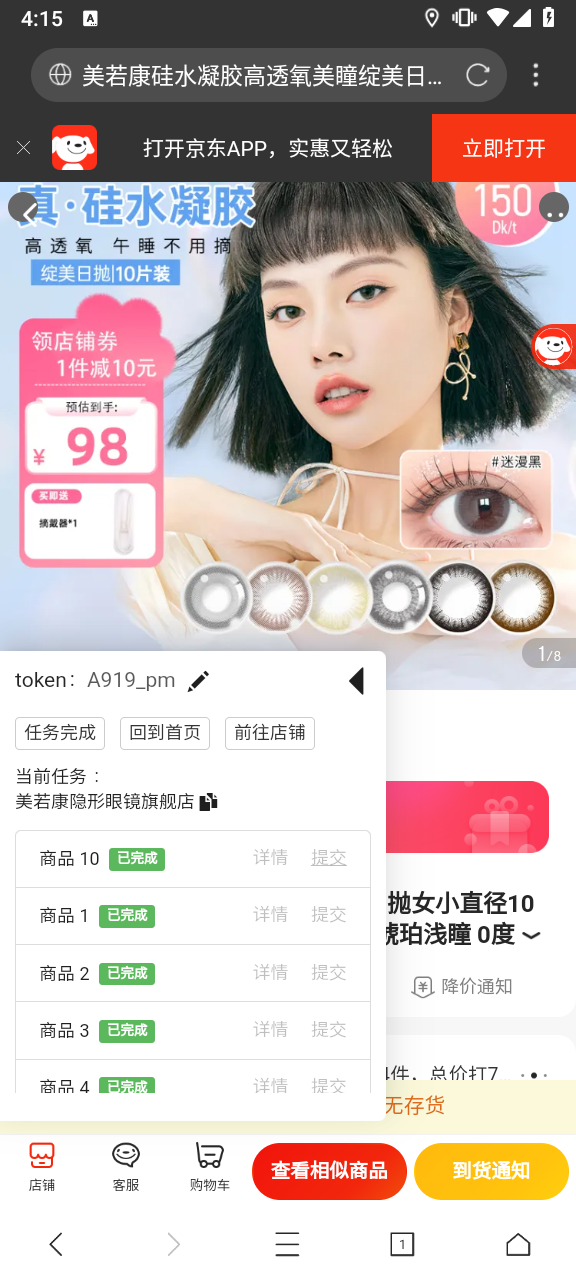 4:15
A
美若康硅水凝胶高透氧美瞳绽美日...
打开京东APP，实惠又轻松
立即打开
真·硅水凝胶
高透氧 午睡不用摘
绽美日抛|10片装
150
Dk/t
领店铺券
1件减10元
预估到手:
¥ 98
买即送
摘戴器*1
#迷漫黑
1/8
token： A919_pm
任务完成
回到首页
前往店铺
当前任务：
美若康隐形眼镜旗舰店
商品 10 已完成 详情 提交
商品 1 已完成 详情 提交
商品 2 已完成 详情 提交
商品 3 已完成 详情 提交
商品 4 已完成 详情 提交
抛女小直径10
琥珀浅瞳 0度
降价通知
件，总价打7...
无存货
店铺
客服
购物车
查看相似商品
到货通知
1